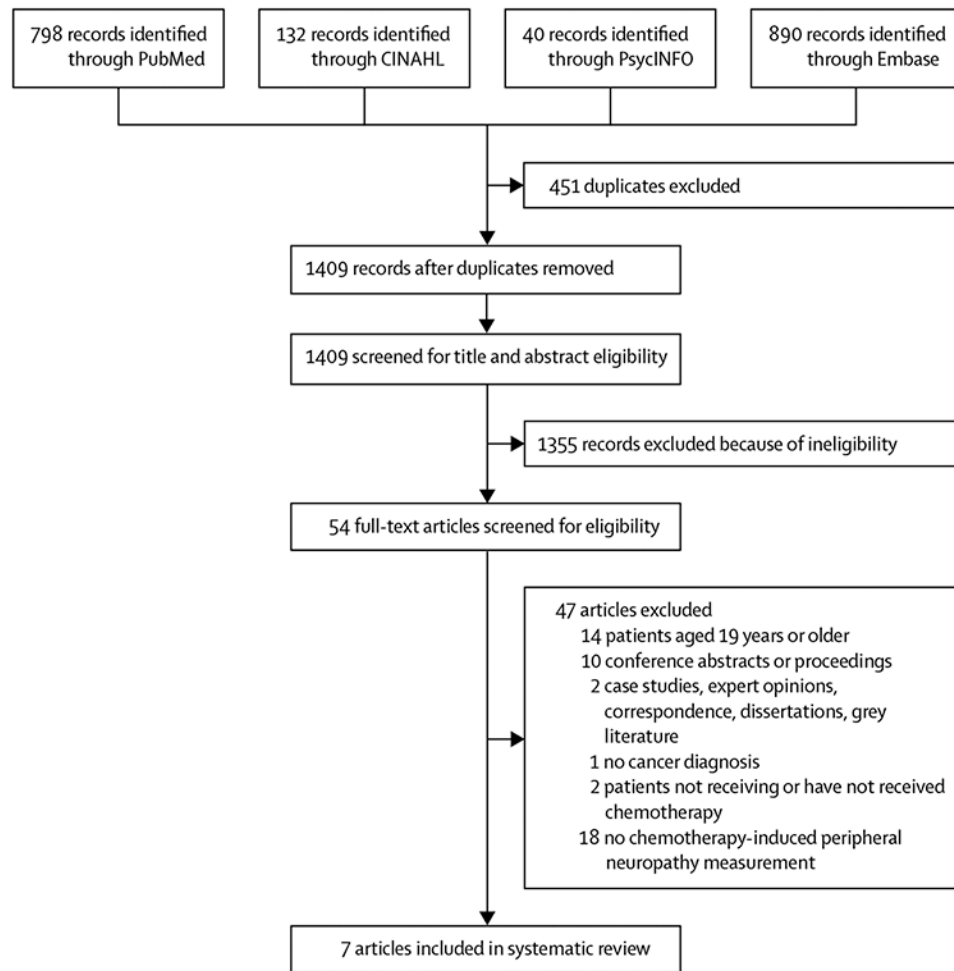 798 records identified
through PubMed
132 records identified
through CINAHL
40 records identified
through PsycINFO
890 records identified
through Embase
451 duplicates excluded
1409 records after duplicates removed
1409 screened for title and abstract eligibility
1355 records excluded because of ineligibility
54 full-text articles screened for eligibility
47 articles excluded
14 patients aged 19 years or older
10 conference abstracts or proceedings
2 case studies, expert opinions,
correspondence, dissertations, grey
literature
1 no cancer diagnosis
2 patients not receiving or have not received
chemotherapy
18 no chemotherapy-induced peripheral
neuropathy measurement
7 articles included in systematic review